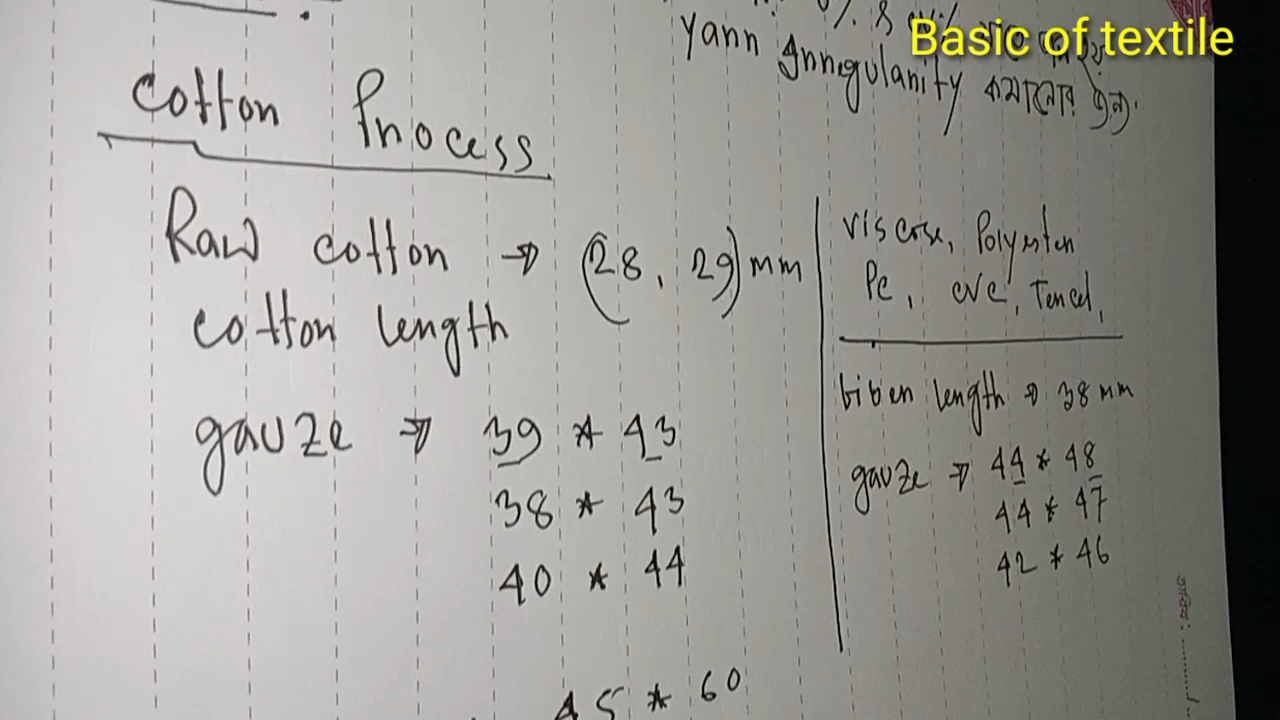 Basic of textile
Yarn Irregularity কমানোর জন্য
Cotton Process
Raw cotton → (28, 29) mm
cotton length
gauze → 39 * 43
38 * 43
40 * 44
45 * 60
Viscose, Polyester
PC, CVC, Tencel,
fiber length → 38 mm
gauze → 44 * 48
44 * 47
42 * 46